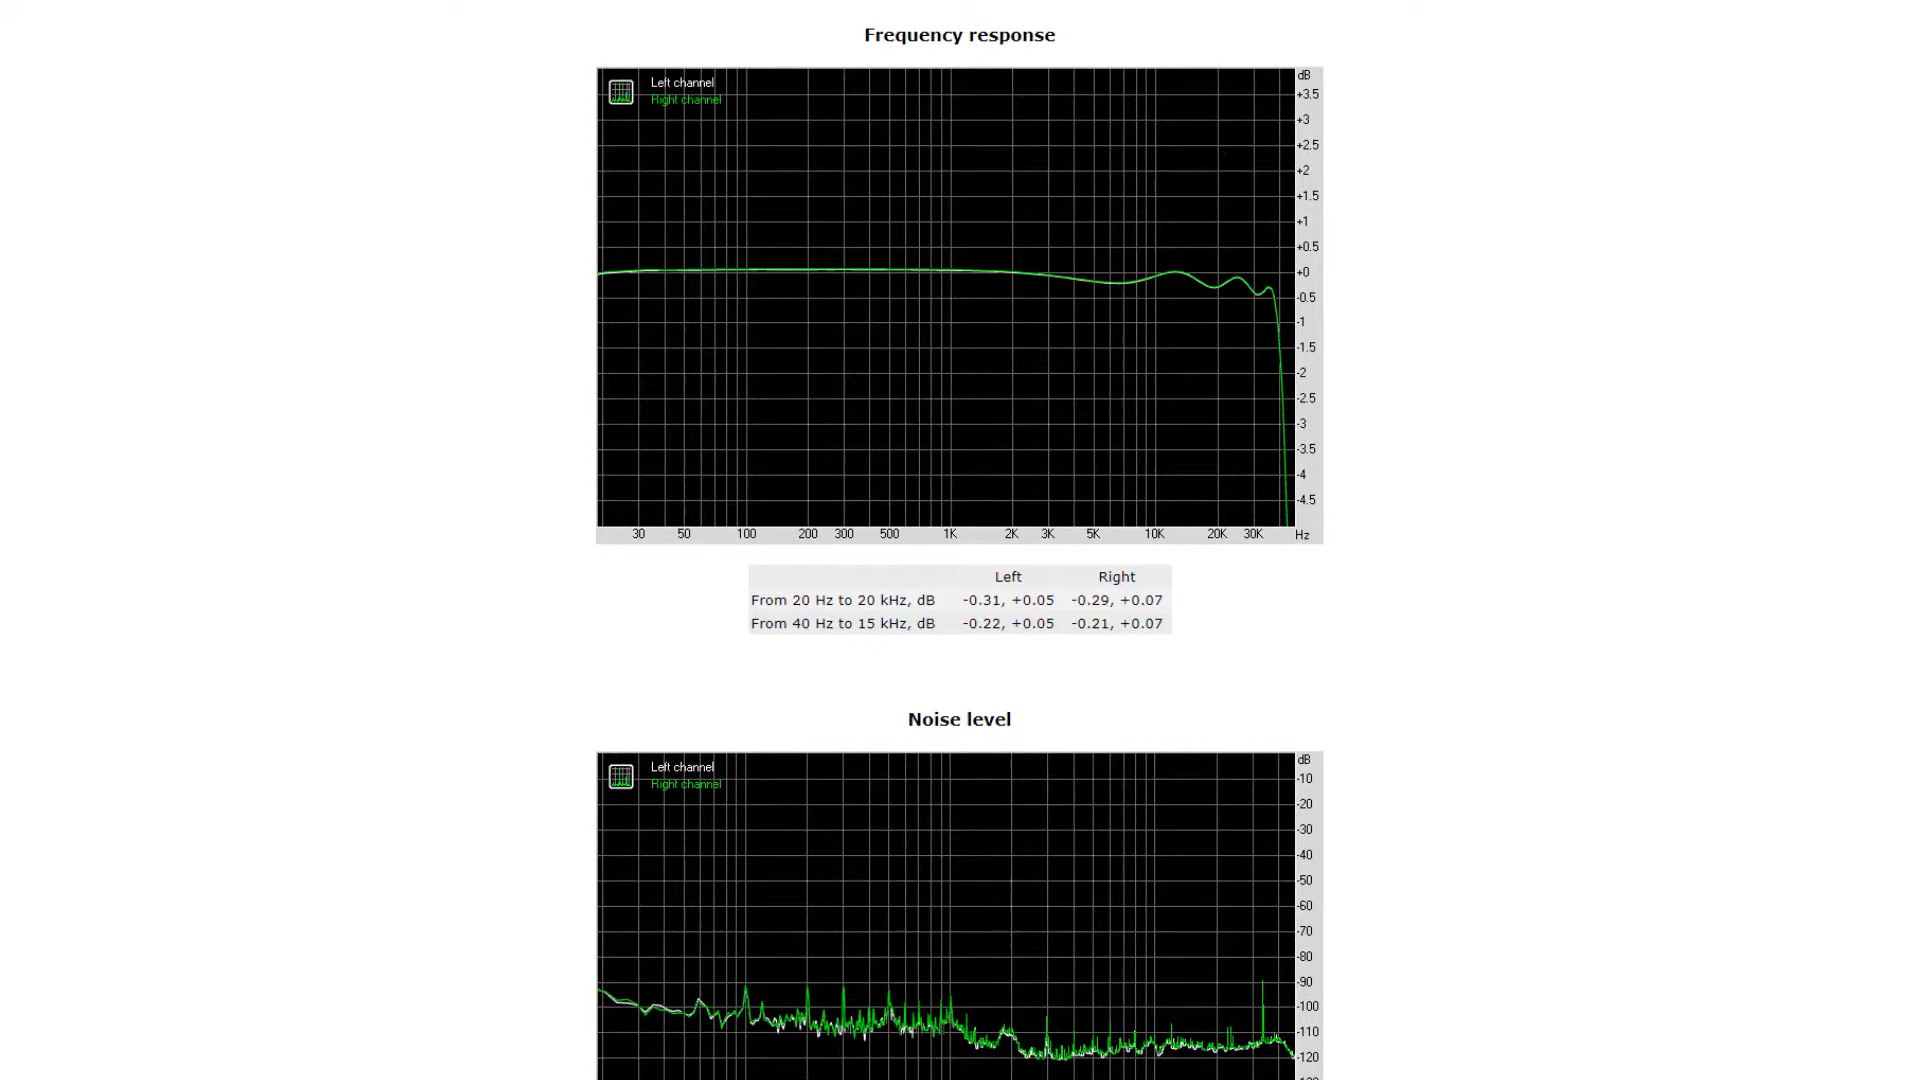 Frequency response
Left channel
Right channel
dB
+3.5
+3
+2.5
+2
+1.5
+1
+0.5
+0
-0.5
-1
-1.5
-2
-2.5
-3
-3.5
-4
-4.5
30 50 100 200 300 500 1K 2K 3K 5K 10K 20K 30K Hz
Left Right
From 20 Hz to 20 kHz, dB -0.31, +0.05 -0.29, +0.07
From 40 Hz to 15 kHz, dB -0.22, +0.05 -0.21, +0.07
Noise level
Left channel
Right channel
dB
-10
-20
-30
-40
-50
-60
-70
-80
-90
-100
-110
-120